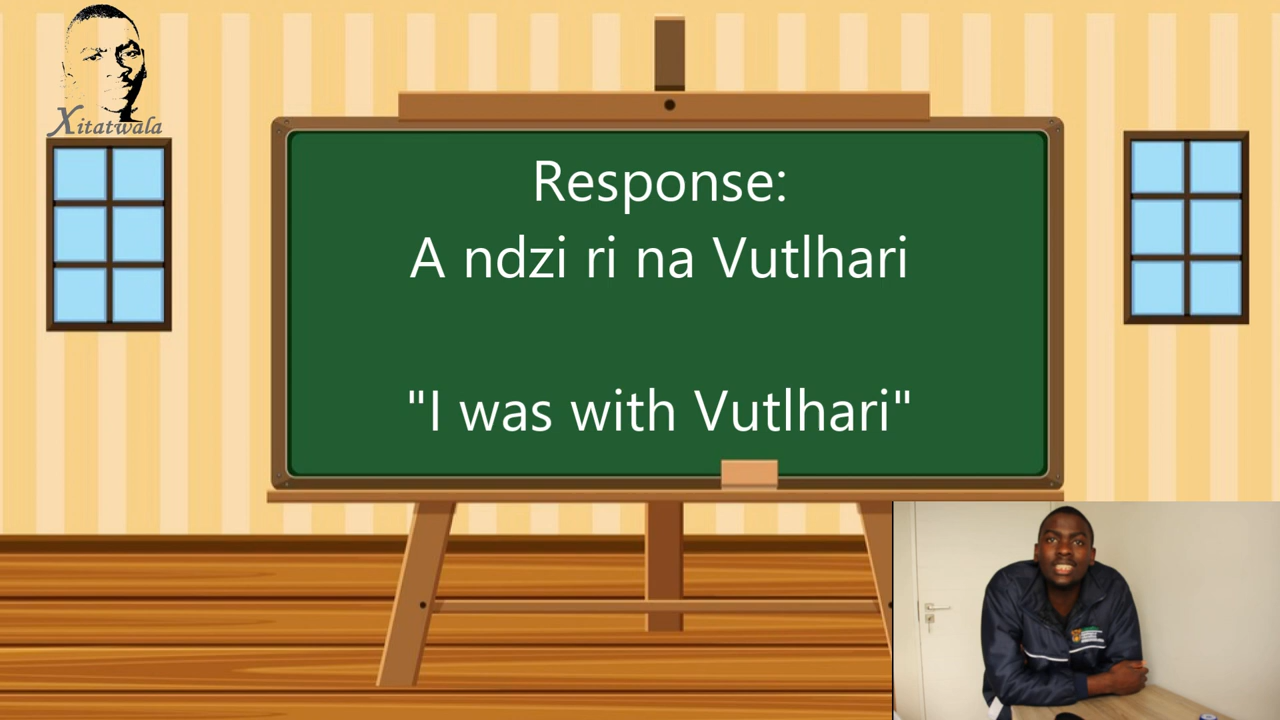 Xitatwala
Response:
A ndzi ri na Vutlhari
"I was with Vutlhari"